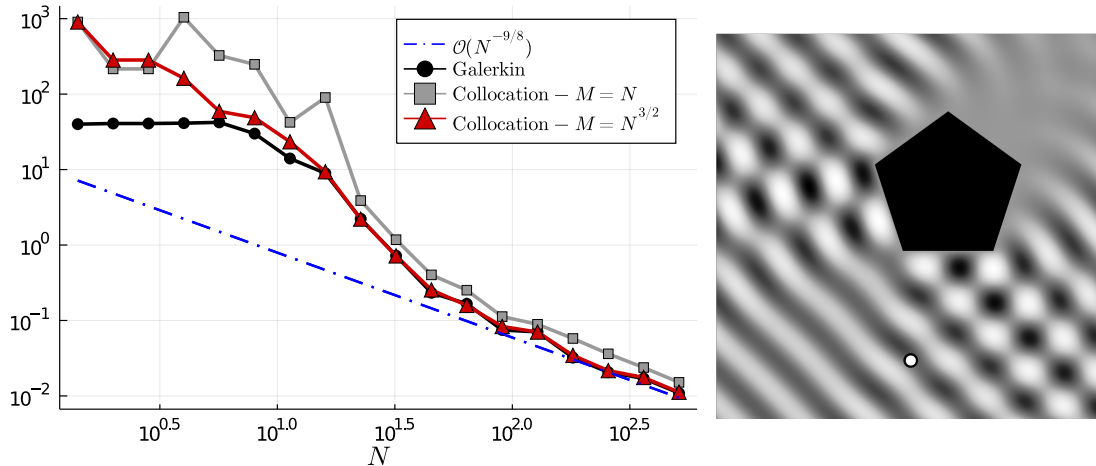 10^3
10^2
10^1
10^0
10^{-1}
10^{-2}
𝒪(N^{-9/8})
Galerkin
Collocation − M = N
Collocation − M = N^{3/2}
10^{0.5} 10^{1.0} 10^{1.5} 10^{2.0} 10^{2.5}
N